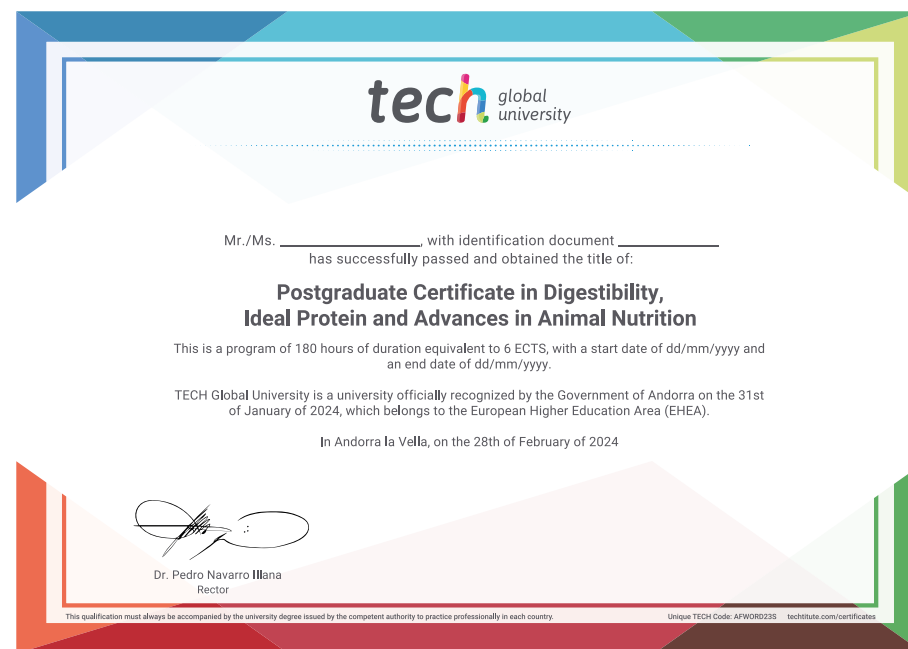 tech global university
Mr./Ms. ____________________, with identification document ______________
has successfully passed and obtained the title of:
Postgraduate Certificate in Digestibility,
Ideal Protein and Advances in Animal Nutrition
This is a program of 180 hours of duration equivalent to 6 ECTS, with a start date of dd/mm/yyyy and
an end date of dd/mm/yyyy.
TECH Global University is a university officially recognized by the Government of Andorra on the 31st
of January of 2024, which belongs to the European Higher Education Area (EHEA).
In Andorra la Vella, on the 28th of February of 2024
Dr. Pedro Navarro Illana
Rector
This qualification must always be accompanied by the university degree issued by the competent authority to practice professionally in each country.
Unique TECH Code: AFWORD23S techtitute.com/certificates